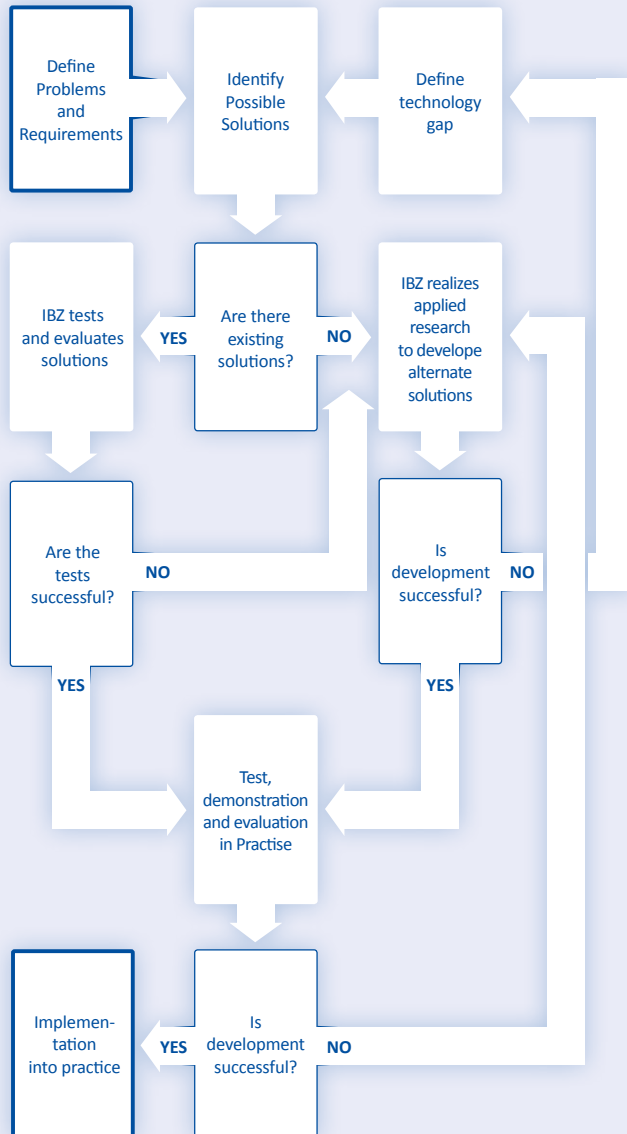 Define
Problems
and
Requirements
Identify
Possible
Solutions
Define
technology
gap
IBZ tests
and evaluates
solutions
YES
Are there
existing
solutions?
NO
IBZ realizes
applied
research
to develope
alternate
solutions
Are the
tests
successful?
NO
Is
development
successful?
NO
YES
YES
Test,
demonstration
and evaluation
in Practise
Implemen-
tation
into practice
YES
Is
development
successful?
NO